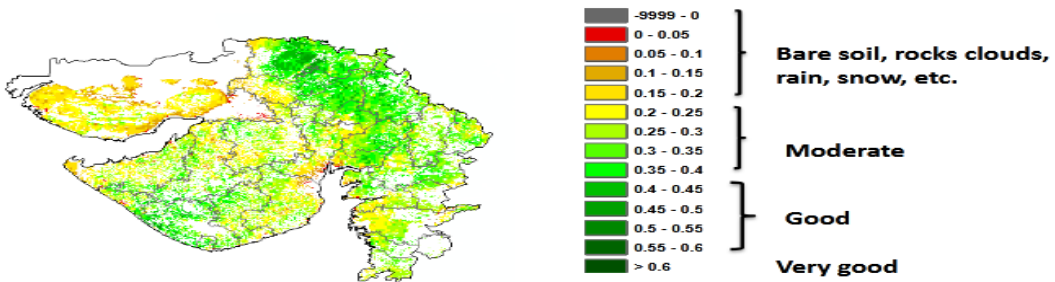 -9999 - 0
0 - 0.05
0.05 - 0.1
0.1 - 0.15
0.15 - 0.2
0.2 - 0.25
0.25 - 0.3
0.3 - 0.35
0.35 - 0.4
0.4 - 0.45
0.45 - 0.5
0.5 - 0.55
0.55 - 0.6
> 0.6
Bare soil, rocks clouds,
rain, snow, etc.
Moderate
Good
Very good